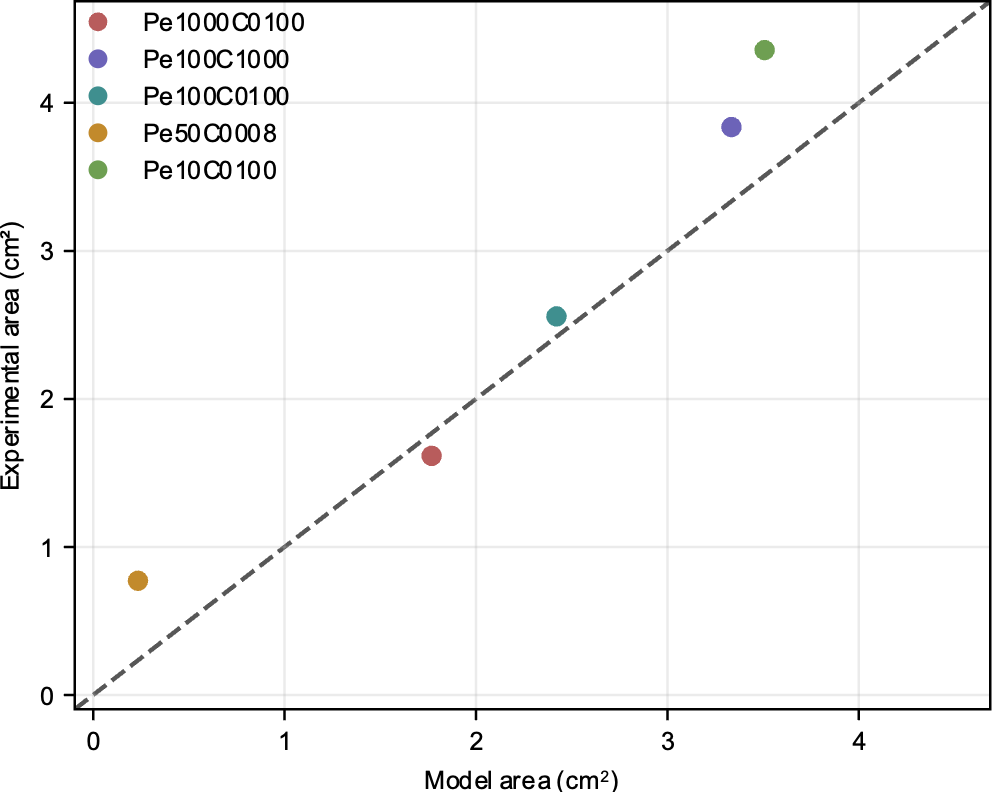 Pe1000C0100
Pe100C1000
Pe100C0100
Pe50C0008
Pe10C0100
Experimental area (cm²)
4
3
2
1
0
0 1 2 3 4
Model area (cm²)